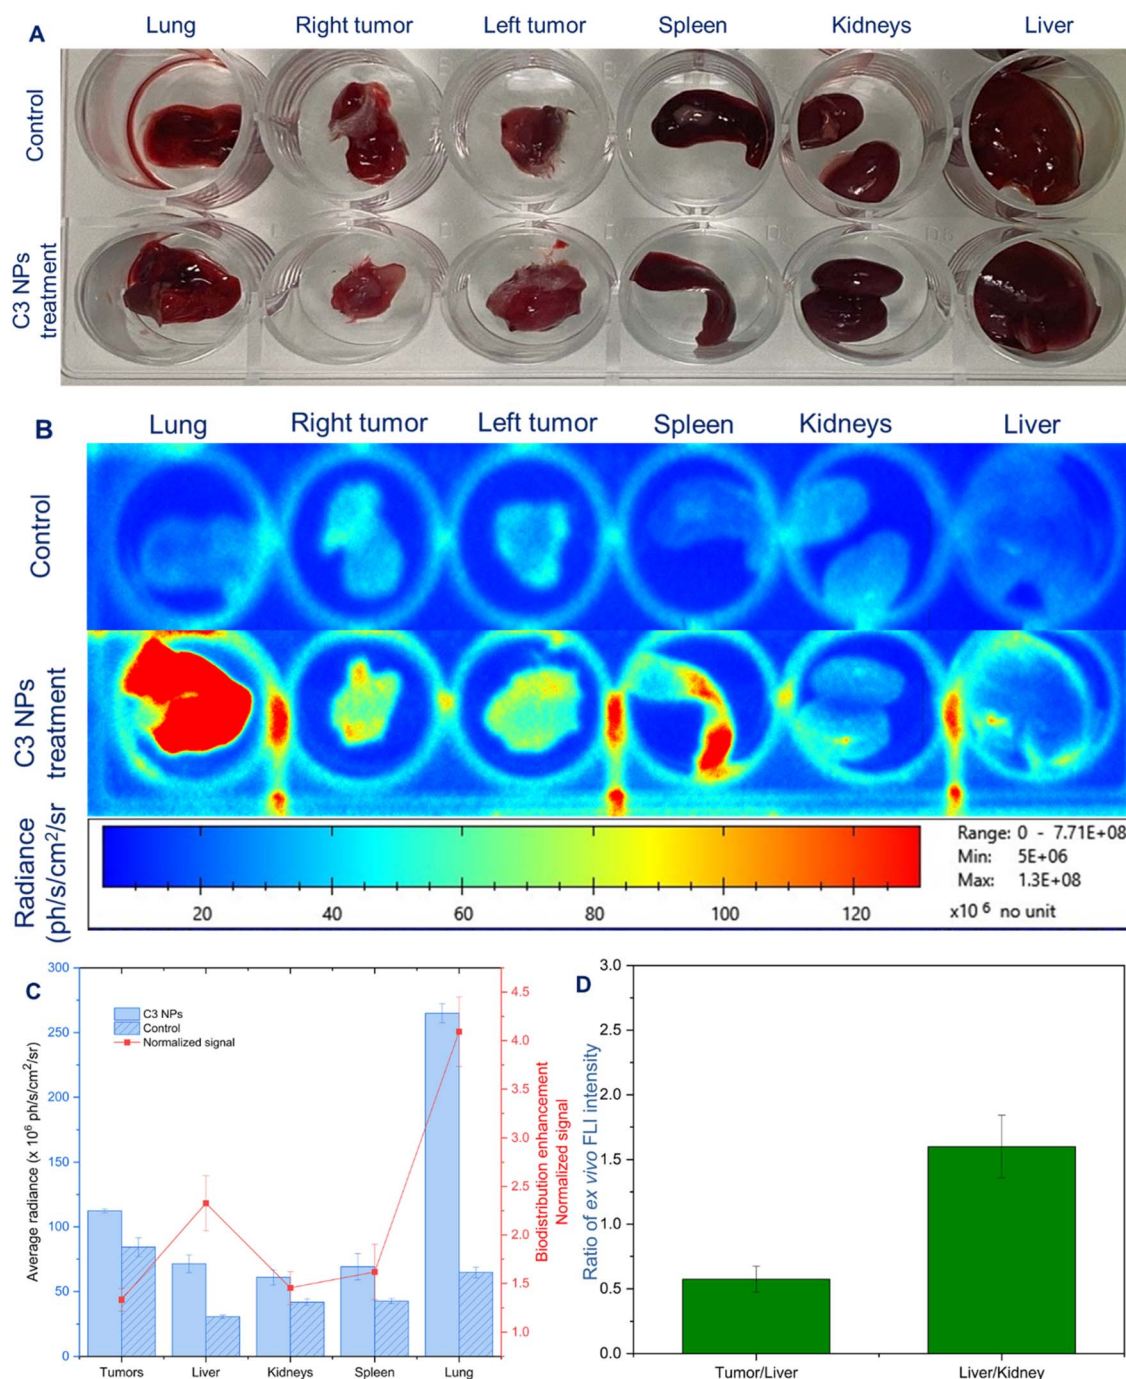 A
Lung Right tumor Left tumor Spleen Kidneys Liver
Control
C3 NPs
treatment
B
Lung Right tumor Left tumor Spleen Kidneys Liver
Control
C3 NPs
treatment
Radiance
(ph/s/cm²/sr)
20 40 60 80 100 120
Range: 0 - 7.71E+08
Min: 5E+06
Max: 1.3E+08
x10 6 no unit
C
C3 NPs
Control
Normalized signal
Average radiance (x 10⁶ ph/s/cm²/sr)
300
250
200
150
100
50
0
4.5
4.0
3.5
3.0
2.5
2.0
1.5
1.0
Biodistribution enhancement
Normalized signal
Tumors Liver Kidneys Spleen Lung
D
Ratio of ex vivo FLI intensity
3.0
2.5
2.0
1.5
1.0
0.5
0.0
Tumor/Liver Liver/Kidney